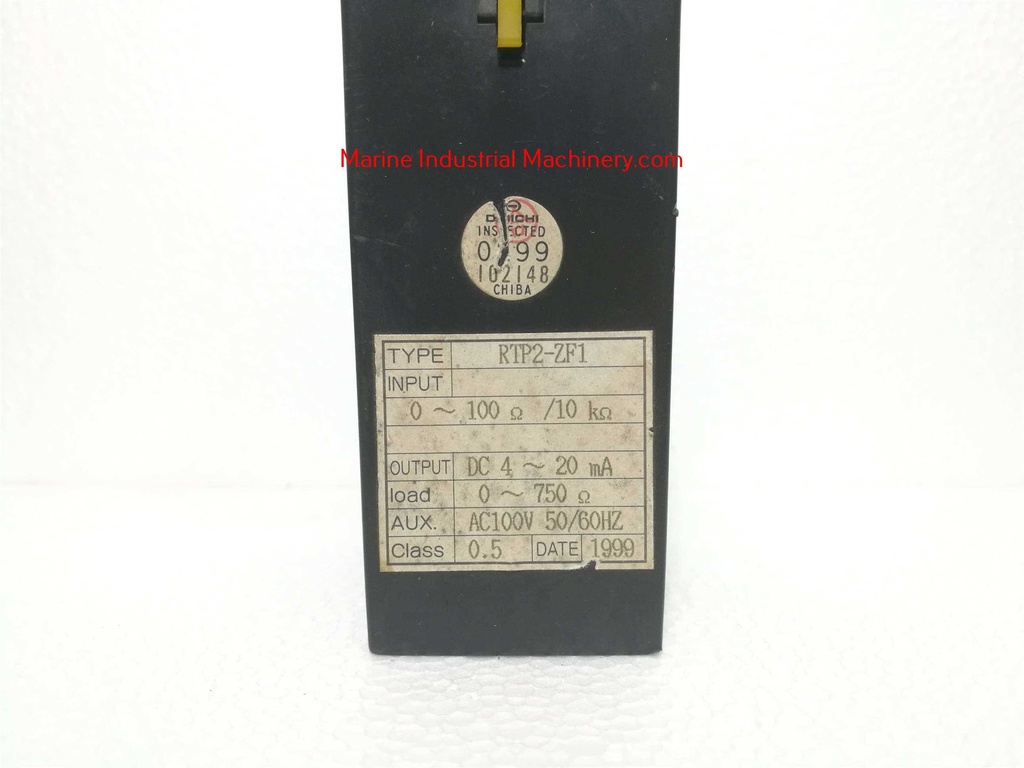 Marine Industrial Machinery.com
INSPECTED
99
102148
CHIBA
TYPE RTP2-ZF1
INPUT
0 ~ 100 Ω /10 kΩ
OUTPUT DC 4 ~ 20 mA
load 0 ~ 750 Ω
AUX. AC100V 50/60HZ
Class 0.5 DATE 1999